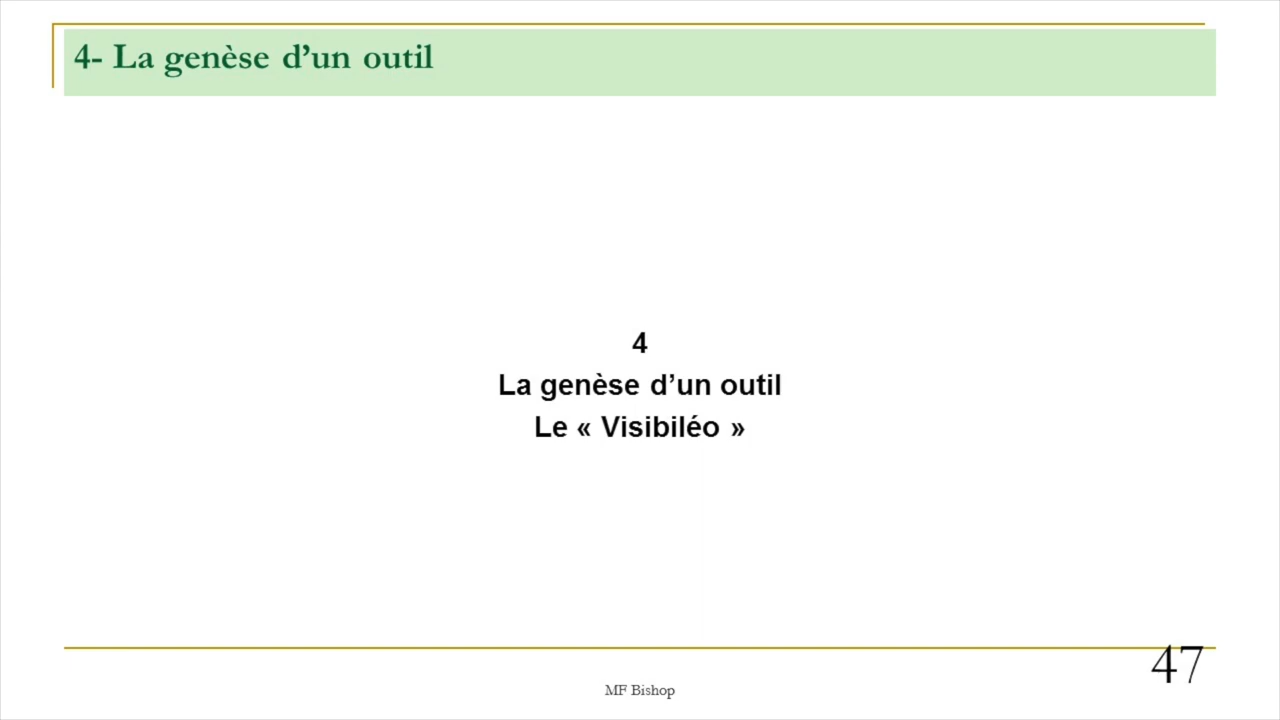 4- La genèse d’un outil
4
La genèse d’un outil
Le « Visibiléo »
47
MF Bishop